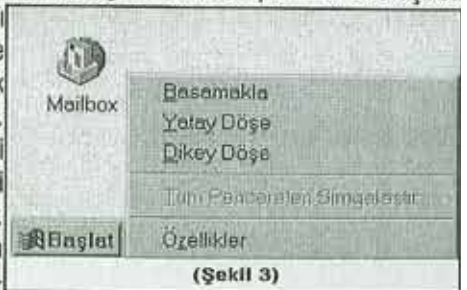 Mailbox
Basamakla
Yatay Döşe
Dikey Döşe
Tüm Pencereleri Simgeleştir
Başlat
Özellikler
(Şekil 3)